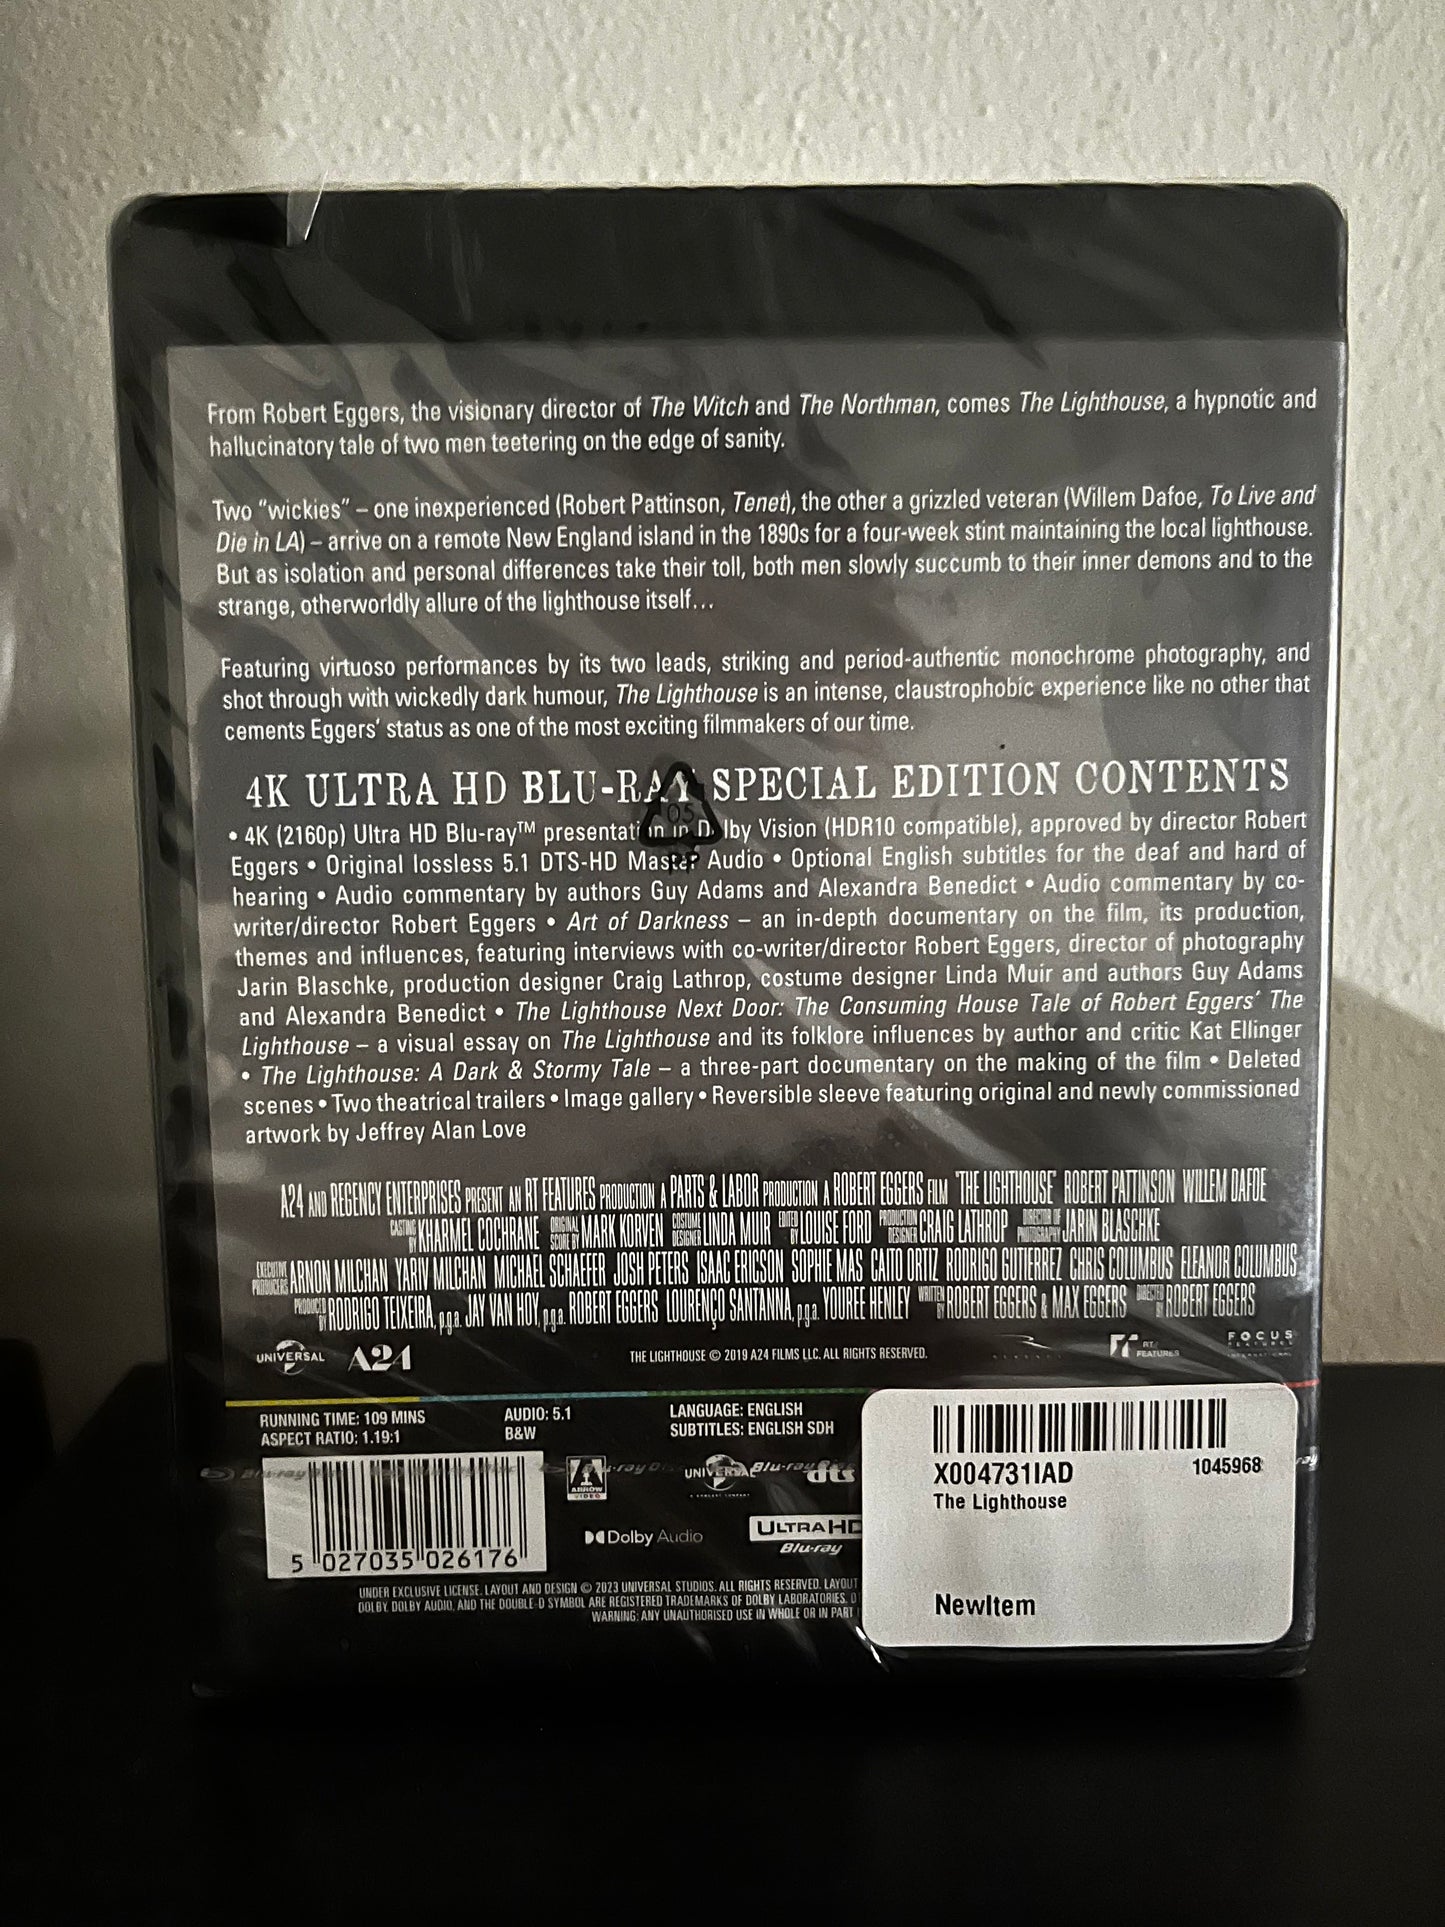 From Robert Eggers, the visionary director of The Witch and The Northman, comes The Lighthouse, a hypnotic and
hallucinatory tale of two men teetering on the edge of sanity.
Two “wickies” – one inexperienced (Robert Pattinson, Tenet), the other a grizzled veteran (Willem Dafoe, To Live and
Die in LA) – arrive on a remote New England island in the 1890s for a four-week stint maintaining the local lighthouse.
But as isolation and personal differences take their toll, both men slowly succumb to their inner demons and to the
strange, otherworldly allure of the lighthouse itself...
Featuring virtuoso performances by its two leads, striking and period-authentic monochrome photography, and
shot through with wickedly dark humour, The Lighthouse is an intense, claustrophobic experience like no other that
cements Eggers’ status as one of the most exciting filmmakers of our time.
4K ULTRA HD BLU-RAY SPECIAL EDITION CONTENTS
05
PP
• 4K (2160p) Ultra HD Blu-ray™ presentation in Dolby Vision (HDR10 compatible), approved by director Robert
Eggers • Original lossless 5.1 DTS-HD Master Audio • Optional English subtitles for the deaf and hard of
hearing • Audio commentary by authors Guy Adams and Alexandra Benedict • Audio commentary by co-
writer/director Robert Eggers • Art of Darkness – an in-depth documentary on the film, its production,
themes and influences, featuring interviews with co-writer/director Robert Eggers, director of photography
Jarin Blaschke, production designer Craig Lathrop, costume designer Linda Muir and authors Guy Adams
and Alexandra Benedict • The Lighthouse Next Door: The Consuming House Tale of Robert Eggers’ The
Lighthouse – a visual essay on The Lighthouse and its folklore influences by author and critic Kat Ellinger
• The Lighthouse: A Dark & Stormy Tale – a three-part documentary on the making of the film • Deleted
scenes • Two theatrical trailers • Image gallery • Reversible sleeve featuring original and newly commissioned
artwork by Jeffrey Alan Love
A24 AND REGENCY ENTERPRISES PRESENT AN RT FEATURES PRODUCTION A PARTS & LABOR PRODUCTION A ROBERT EGGERS FILM "THE LIGHTHOUSE" ROBERT PATTINSON WILLEM DAFOE
CASTING BY KHARMEL COCHRANE ORIGINAL SCORE BY MARK KORVEN COSTUME DESIGNER LINDA MUIR EDITED BY LOUISE FORD PRODUCTION DESIGNER CRAIG LATHROP DIRECTOR OF PHOTOGRAPHY JARIN BLASCHKE
EXECUTIVE PRODUCERS ARNON MILCHAN YARIV MILCHAN MICHAEL SCHAEFER JOSH PETERS ISAAC ERICSON SOPHIE MAS CAITO ORTIZ RODRIGO GUTIERREZ CHRIS COLUMBUS ELEANOR COLUMBUS
PRODUCED BY RODRIGO TEIXEIRA, p.g.a. JAY VAN HOY, p.g.a. ROBERT EGGERS LOURENÇO SANTANNA, p.g.a. YOUREE HENLEY WRITTEN BY ROBERT EGGERS & MAX EGGERS DIRECTED BY ROBERT EGGERS
UNIVERSAL A24 THE LIGHTHOUSE © 2019 A24 FILMS LLC. ALL RIGHTS RESERVED. RT FEATURES FOCUS FEATURES
RUNNING TIME: 109 MINS AUDIO: 5.1 LANGUAGE: ENGLISH
ASPECT RATIO: 1.19:1 B&W SUBTITLES: ENGLISH SDH
ARROW VIDEO UNIVERSAL dts
Dolby Audio ULTRA HD Blu-ray
5 027035 026176
UNDER EXCLUSIVE LICENSE. LAYOUT AND DESIGN © 2023 UNIVERSAL STUDIOS. ALL RIGHTS RESERVED. LAYOUT
DOLBY, DOLBY AUDIO, AND THE DOUBLE-D SYMBOL ARE REGISTERED TRADEMARKS OF DOLBY LABORATORIES.
WARNING: ANY UNAUTHORISED USE IN WHOLE OR IN PART
X004731IAD 1045968
The Lighthouse
NewItem